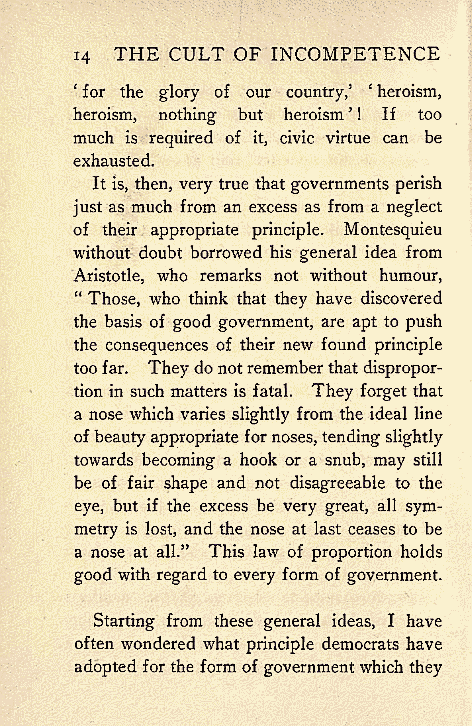 14 THE CULT OF INCOMPETENCE
‘for the glory of our country,’ ‘heroism,
heroism, nothing but heroism’! If too
much is required of it, civic virtue can be
exhausted.
It is, then, very true that governments perish
just as much from an excess as from a neglect
of their appropriate principle. Montesquieu
without doubt borrowed his general idea from
Aristotle, who remarks not without humour,
“Those, who think that they have discovered
the basis of good government, are apt to push
the consequences of their new found principle
too far. They do not remember that dispropor-
tion in such matters is fatal. They forget that
a nose which varies slightly from the ideal line
of beauty appropriate for noses, tending slightly
towards becoming a hook or a snub, may still
be of fair shape and not disagreeable to the
eye, but if the excess be very great, all sym-
metry is lost, and the nose at last ceases to be
a nose at all.” This law of proportion holds
good with regard to every form of government.
Starting from these general ideas, I have
often wondered what principle democrats have
adopted for the form of government which they